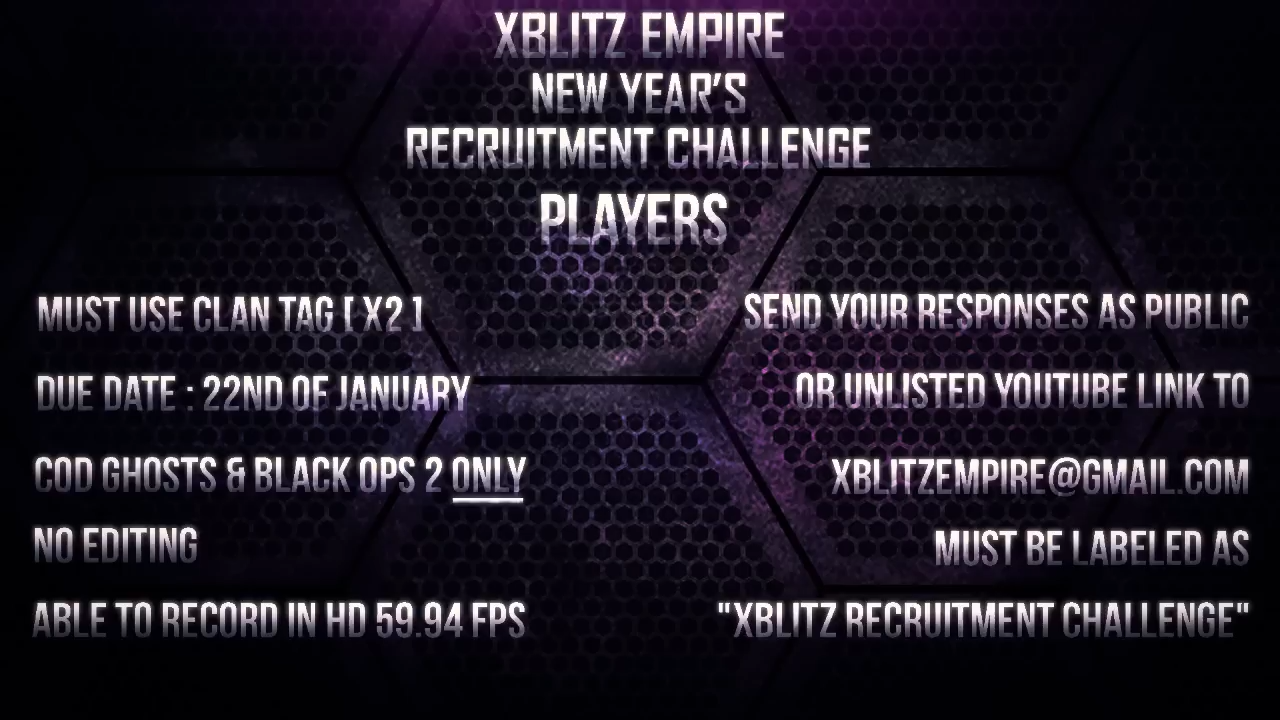 XBLITZ EMPIRE
NEW YEAR'S
RECRUITMENT CHALLENGE
PLAYERS
MUST USE CLAN TAG [ X2 ]
DUE DATE : 22ND OF JANUARY
COD GHOSTS & BLACK OPS 2 ONLY
NO EDITING
ABLE TO RECORD IN HD 59.94 FPS
SEND YOUR RESPONSES AS PUBLIC
OR UNLISTED YOUTUBE LINK TO
XBLITZEMPIRE@GMAIL.COM
MUST BE LABELED AS
"XBLITZ RECRUITMENT CHALLENGE"